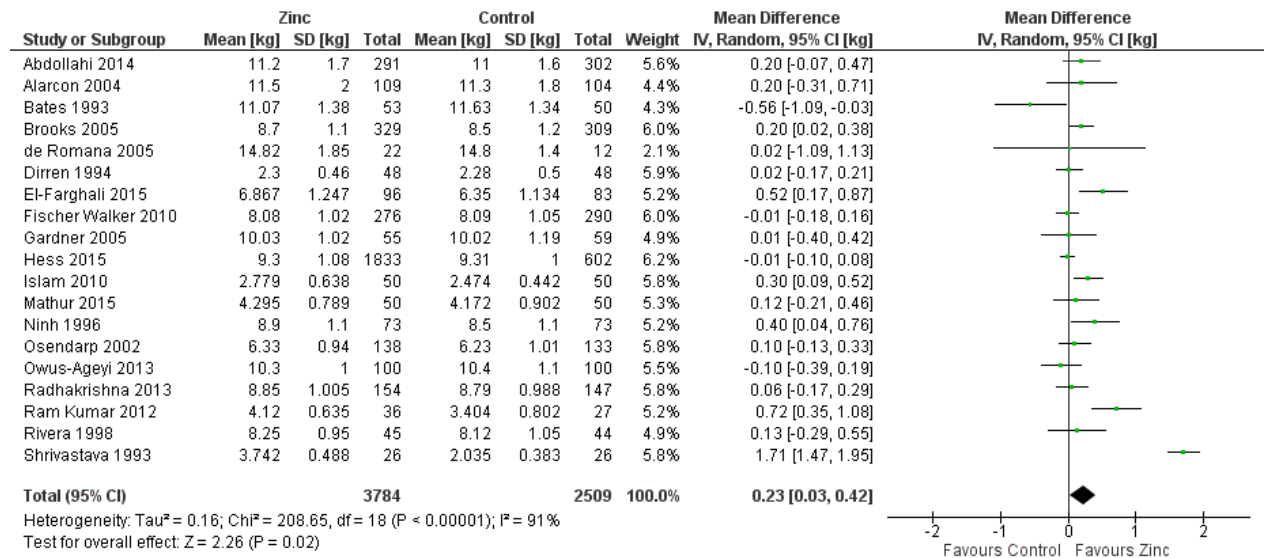 Zinc Control Mean Difference Mean Difference
Study or Subgroup Mean [kg] SD [kg] Total Mean [kg] SD [kg] Total Weight IV, Random, 95% CI [kg] IV, Random, 95% CI [kg]
Abdollahi 2014 11.2 1.7 291 11 1.6 302 5.6% 0.20 [-0.07, 0.47]
Alarcon 2004 11.5 2 109 11.3 1.8 104 4.4% 0.20 [-0.31, 0.71]
Bates 1993 11.07 1.38 53 11.63 1.34 50 4.3% -0.56 [-1.09, -0.03]
Brooks 2005 8.7 1.1 329 8.5 1.2 309 6.0% 0.20 [0.02, 0.38]
de Romana 2005 14.82 1.85 22 14.8 1.4 12 2.1% 0.02 [-1.09, 1.13]
Dirren 1994 2.3 0.46 48 2.28 0.5 48 5.9% 0.02 [-0.17, 0.21]
El-Farghali 2015 6.867 1.247 96 6.35 1.134 83 5.2% 0.52 [0.17, 0.87]
Fischer Walker 2010 8.08 1.02 276 8.09 1.05 290 6.0% -0.01 [-0.18, 0.16]
Gardner 2005 10.03 1.02 55 10.02 1.19 59 4.9% 0.01 [-0.40, 0.42]
Hess 2015 9.3 1.08 1833 9.31 1 602 6.2% -0.01 [-0.10, 0.08]
Islam 2010 2.779 0.638 50 2.474 0.442 50 5.8% 0.30 [0.09, 0.52]
Mathur 2015 4.295 0.789 50 4.172 0.902 50 5.3% 0.12 [-0.21, 0.46]
Ninh 1996 8.9 1.1 73 8.5 1.1 73 5.2% 0.40 [0.04, 0.76]
Osendarp 2002 6.33 0.94 138 6.23 1.01 133 5.8% 0.10 [-0.13, 0.33]
Owus-Ageyi 2013 10.3 1 100 10.4 1.1 100 5.5% -0.10 [-0.39, 0.19]
Radhakrishna 2013 8.85 1.005 154 8.79 0.988 147 5.8% 0.06 [-0.17, 0.29]
Ram Kumar 2012 4.12 0.635 36 3.404 0.802 27 5.2% 0.72 [0.35, 1.08]
Rivera 1998 8.25 0.95 45 8.12 1.05 44 4.9% 0.13 [-0.29, 0.55]
Shrivastava 1993 3.742 0.488 26 2.035 0.383 26 5.8% 1.71 [1.47, 1.95]
Total (95% CI) 3784 2509 100.0% 0.23 [0.03, 0.42]
Heterogeneity: Tau² = 0.16; Chi² = 208.65, df = 18 (P < 0.00001); I² = 91%
Test for overall effect: Z = 2.26 (P = 0.02)
-2 -1 0 1 2
Favours Control Favours Zinc